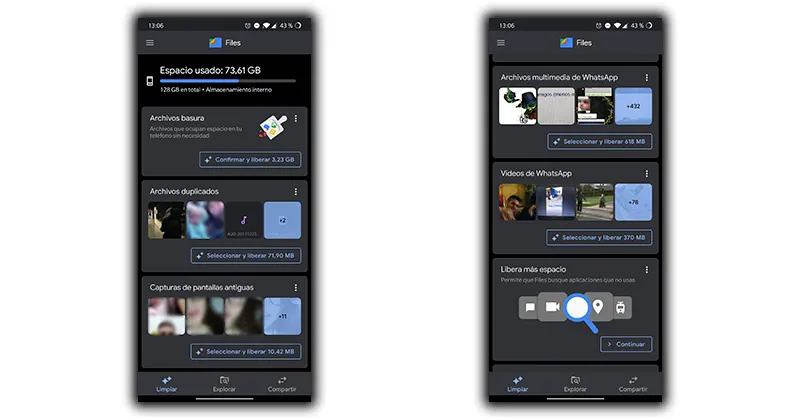 13:06
43 %
Files
Espacio usado: 73,61 GB
128 GB en total • Almacenamiento interno
Archivos basura
Archivos que ocupan espacio en tu
teléfono sin necesidad
Confirmar y liberar 3,23 GB
Archivos duplicados
+2
Seleccionar y liberar 71,90 MB
Capturas de pantallas antiguas
+11
Seleccionar y liberar 10,42 MB
Limpiar
Explorar
Compartir
13:06
43 %
Files
Archivos multimedia de WhatsApp
+432
Seleccionar y liberar 618 MB
Videos de WhatsApp
+76
Seleccionar y liberar 370 MB
Libera más espacio
Permite que Files busque aplicaciones que no usas
Continuar
Limpiar
Explorar
Compartir